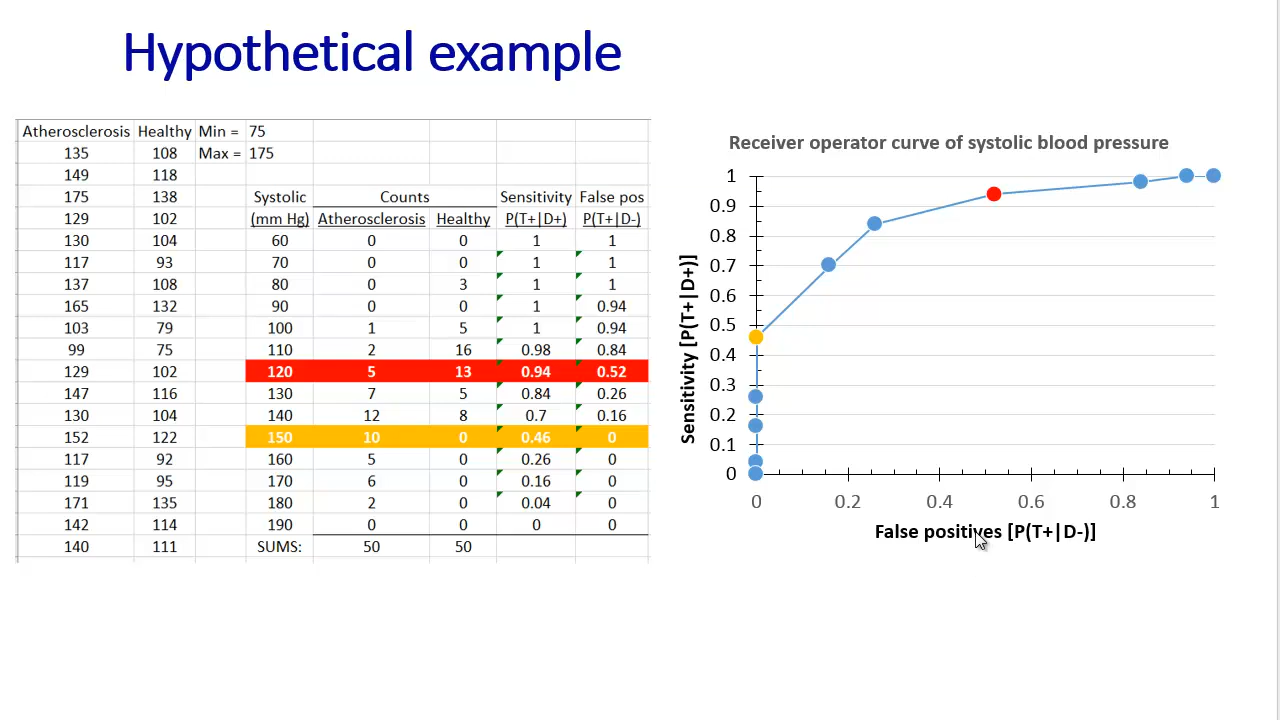 Hypothetical example
Atherosclerosis Healthy Min = 75
135 108 Max = 175
149 118
175 138 Systolic Counts Sensitivity False pos
129 102 (mm Hg) Atherosclerosis Healthy P(T+|D+) P(T+|D-)
130 104 60 0 0 1 1
117 93 70 0 0 1 1
137 108 80 0 3 1 1
165 132 90 0 0 1 0.94
103 79 100 1 5 1 0.94
99 75 110 2 16 0.98 0.84
129 102 120 5 13 0.94 0.52
147 116 130 7 5 0.84 0.26
130 104 140 12 8 0.7 0.16
152 122 150 10 0 0.46 0
117 92 160 5 0 0.26 0
119 95 170 6 0 0.16 0
171 135 180 2 0 0.04 0
142 114 190 0 0 0 0
140 111 SUMS: 50 50
Receiver operator curve of systolic blood pressure
Sensitivity [P(T+|D+)]
1
0.9
0.8
0.7
0.6
0.5
0.4
0.3
0.2
0.1
0
0 0.2 0.4 0.6 0.8 1
False positives [P(T+|D-)]